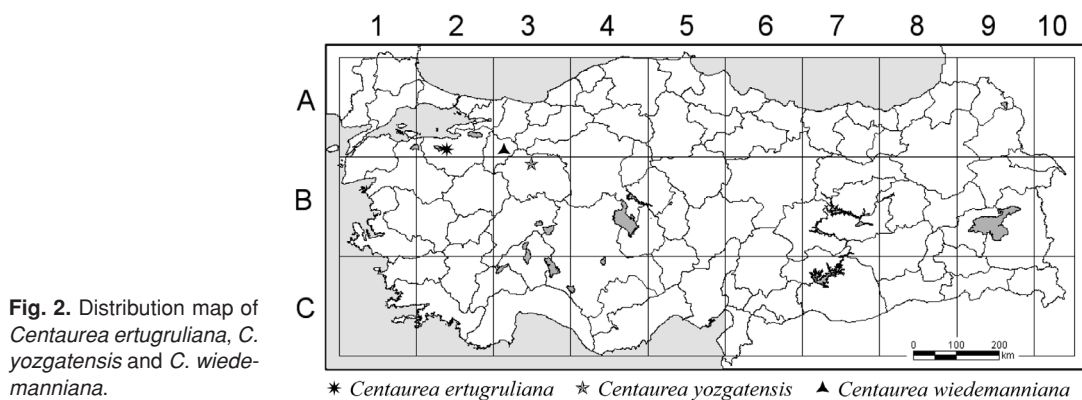 1 2 3 4 5 6 7 8 9 10
A
B
C
0 100 200
km
Fig. 2. Distribution map of
Centaurea ertugruliana, C.
yozgatensis and C. wiede-
manniana.
Centaurea ertugruliana Centaurea yozgatensis Centaurea wiedemanniana